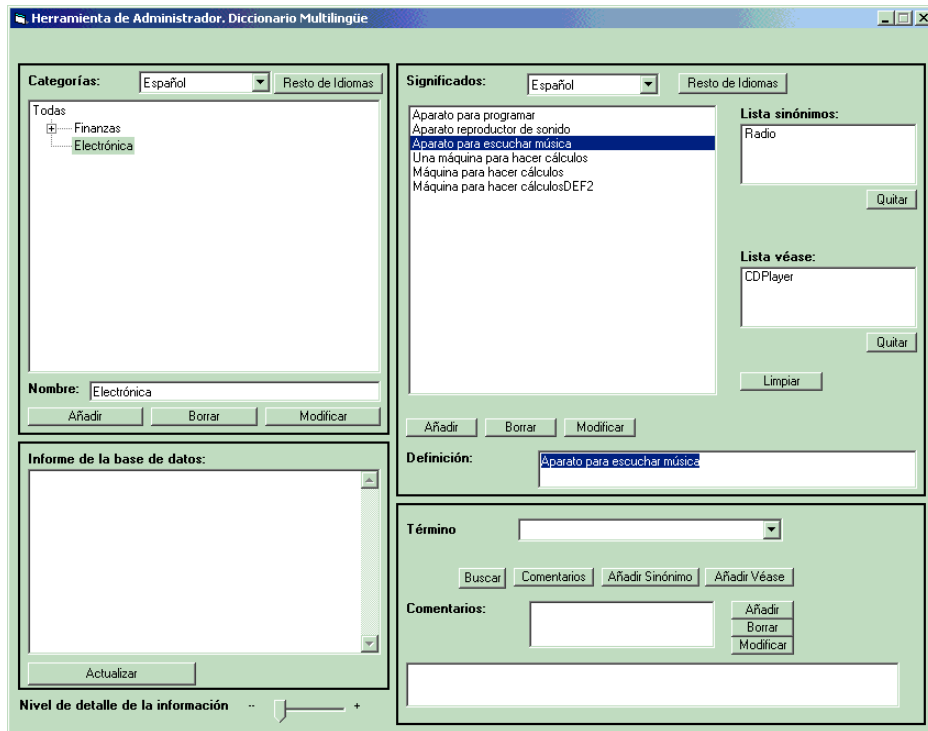 Herramienta de Administrador. Diccionario Multilingüe
Categorías:
Español
Resto de Idiomas
Todas
Finanzas
Electrónica
Nombre:
Electrónica
Añadir
Borrar
Modificar
Informe de la base de datos:
Actualizar
Nivel de detalle de la información
--
+
Significados:
Español
Resto de Idiomas
Aparato para programar
Aparato reproductor de sonido
Aparato para escuchar música
Una máquina para hacer cálculos
Máquina para hacer cálculos
Máquina para hacer cálculosDEF2
Lista sinónimos:
Radio
Quitar
Lista véase:
CDPlayer
Quitar
Limpiar
Añadir
Borrar
Modificar
Definición:
Aparato para escuchar música
Término
Buscar
Comentarios
Añadir Sinónimo
Añadir Véase
Comentarios:
Añadir
Borrar
Modificar